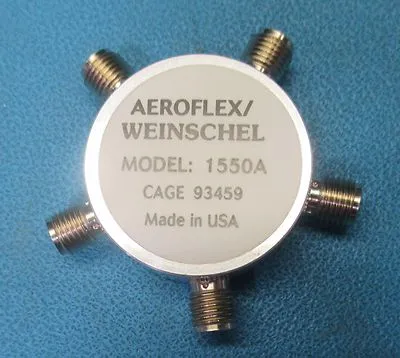 AEROFLEX/
WEINSCHEL
MODEL: 1550A
CAGE 93459
Made in USA